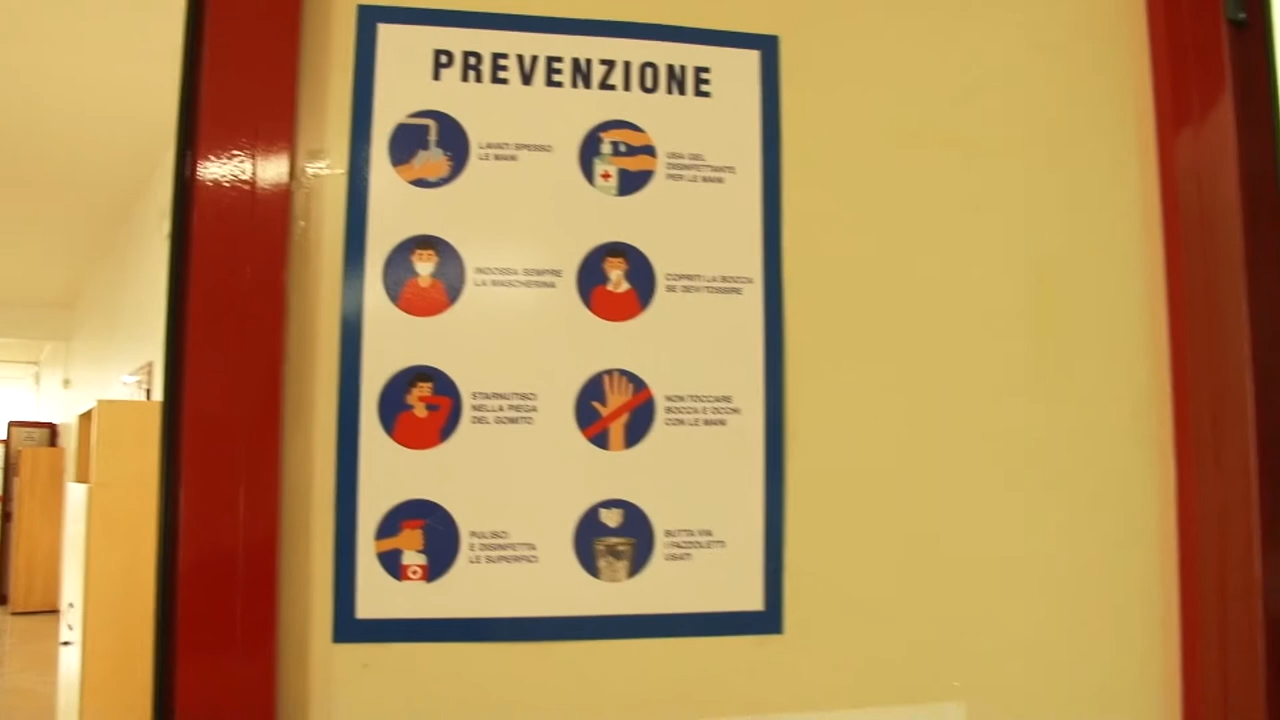 PREVENZIONE
LAVATI SPESSO
LE MANI
USA DEL
DISINFETTANTE
PER LE MANI
INDOSSA SEMPRE
LA MASCHERINA
COPRITI LA BOCCA
SE DEVI TOSSIRE
STARNUTISCI
NELLA PIEGA
DEL GOMITO
NON TOCCARE
BOCCA E OCCHI
CON LE MANI
PULISCI
E DISINFETTA
LE SUPERFICI
BUTTA VIA
I FAZZOLETTI
USATI